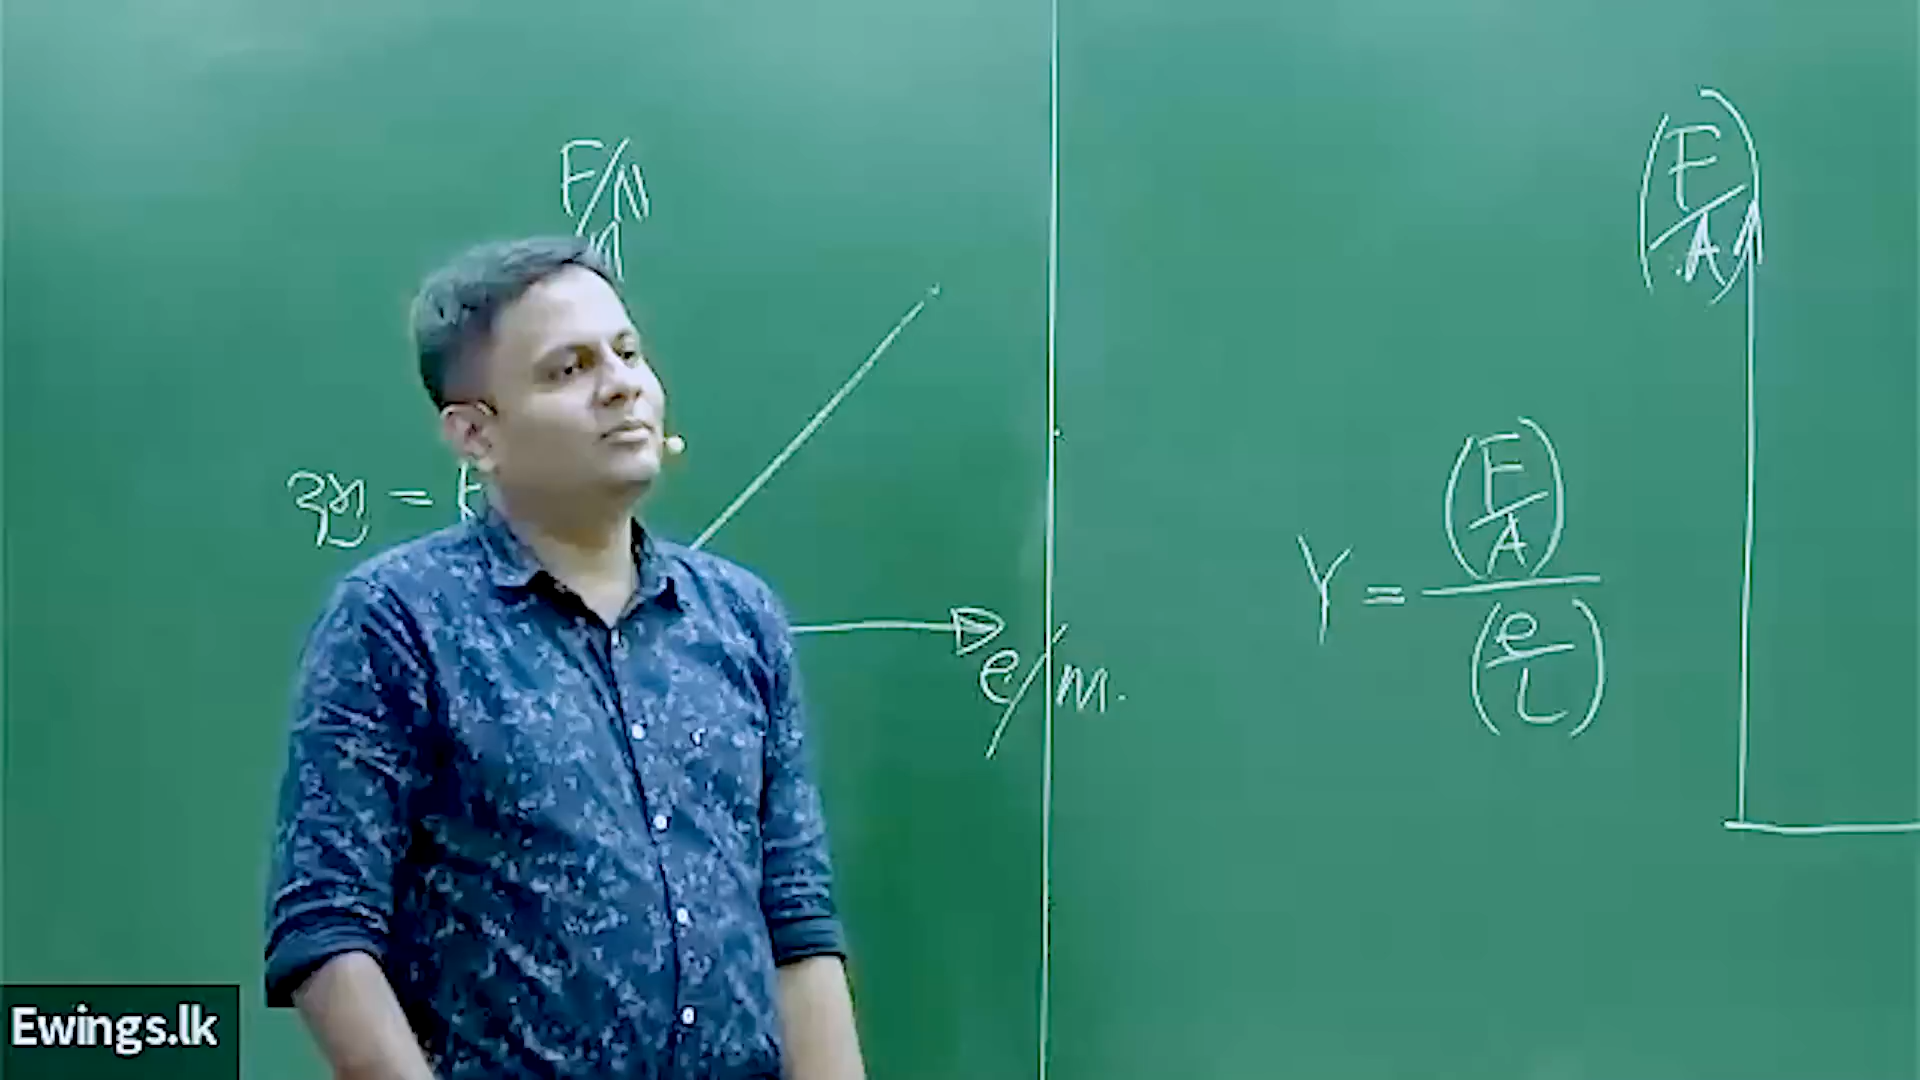 F/N
e/m.
Y = (F/A) / (e/L)
(F/A)
Ewings.lk